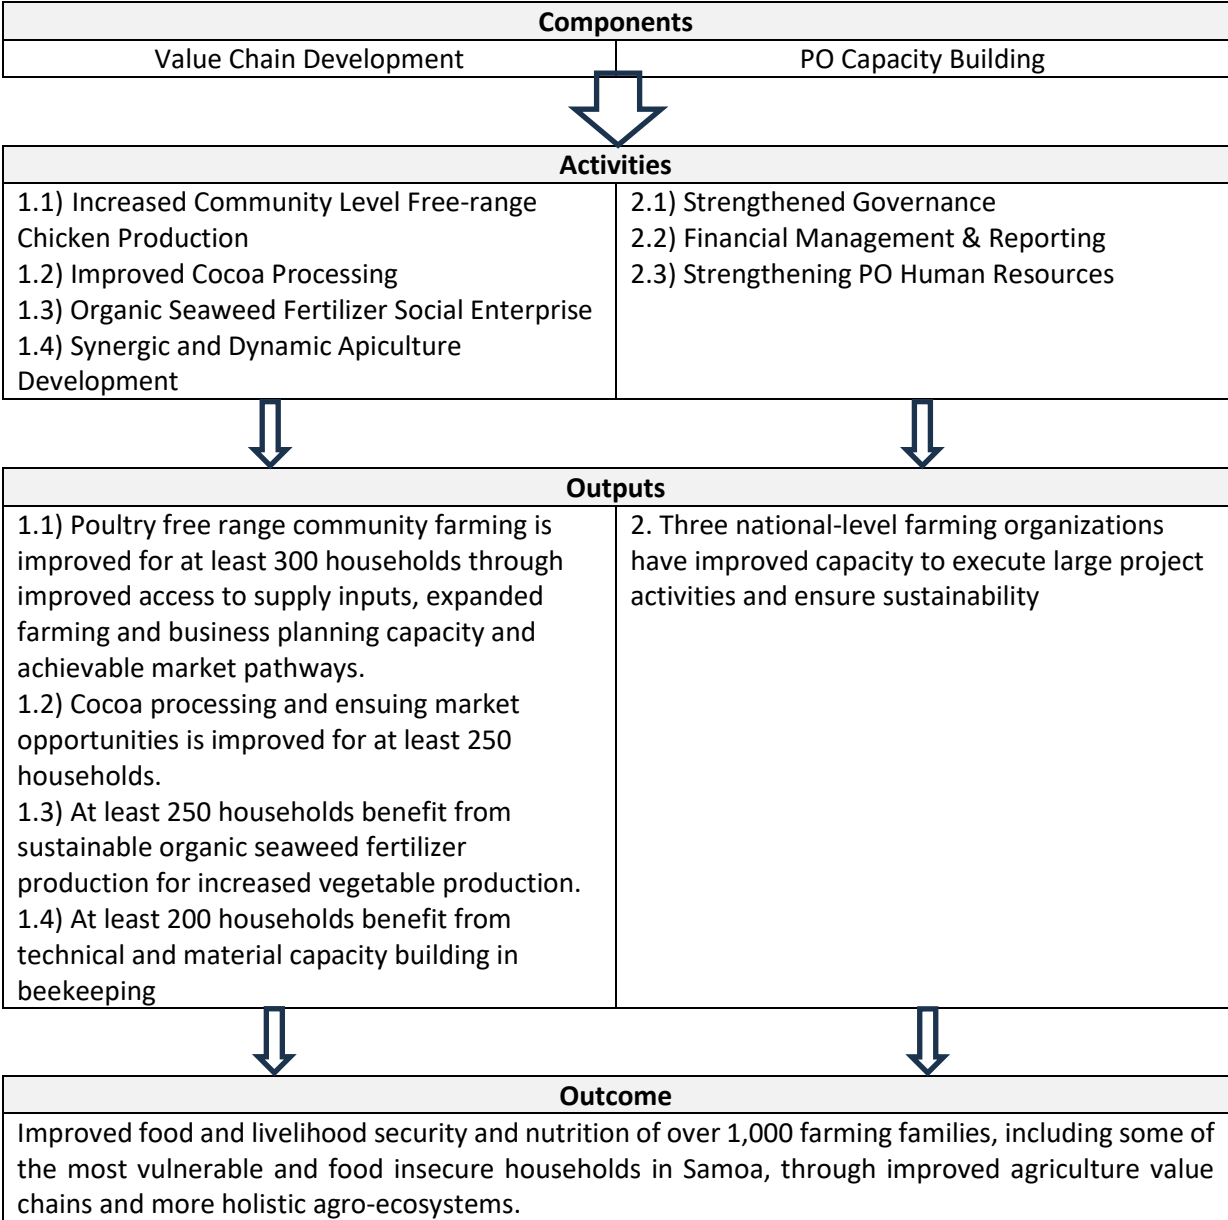 Components
Value Chain Development
PO Capacity Building
Activities
1.1) Increased Community Level Free-range
Chicken Production
1.2) Improved Cocoa Processing
1.3) Organic Seaweed Fertilizer Social Enterprise
1.4) Synergic and Dynamic Apiculture
Development
2.1) Strengthened Governance
2.2) Financial Management & Reporting
2.3) Strengthening PO Human Resources
Outputs
1.1) Poultry free range community farming is
improved for at least 300 households through
improved access to supply inputs, expanded
farming and business planning capacity and
achievable market pathways.
1.2) Cocoa processing and ensuing market
opportunities is improved for at least 250
households.
1.3) At least 250 households benefit from
sustainable organic seaweed fertilizer
production for increased vegetable production.
1.4) At least 200 households benefit from
technical and material capacity building in
beekeeping
2. Three national-level farming organizations
have improved capacity to execute large project
activities and ensure sustainability
Outcome
Improved food and livelihood security and nutrition of over 1,000 farming families, including some of
the most vulnerable and food insecure households in Samoa, through improved agriculture value
chains and more holistic agro-ecosystems.